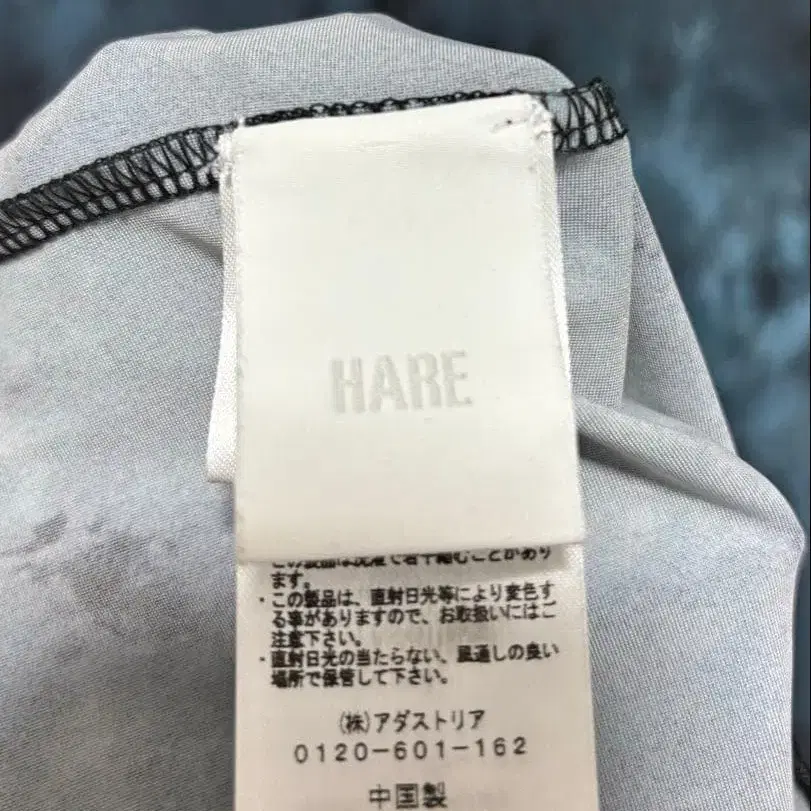 HARE
この製品は洗濯で若干縮むことがあり
ます。
・この製品は、直射日光等により変色す
る事がありますので、お取扱いにはご
注意下さい。
・直射日光の当たらない、風通しの良い
場所で保管して下さい。
(株)アダストリア
0120-601-162
中国製